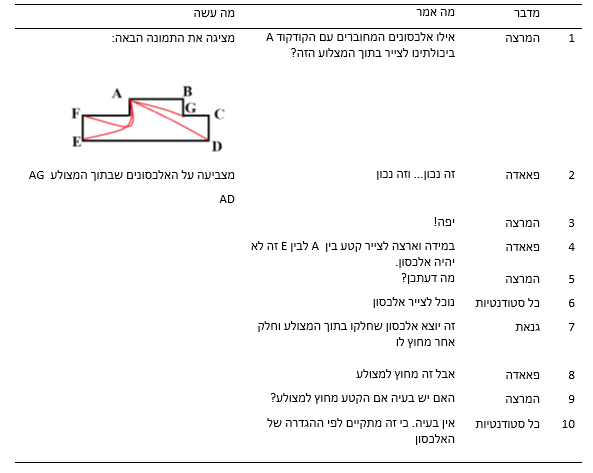 מדבר מה אמר מה עשה
1 המרצה אילו אלכסונים המחוברים עם הקודקוד A מציגה את התמונה הבאה:
ביכולתינו לצייר בתוך המצלוע הזה?
A B
F G C
E D
2 פאאדה זה נכון... וזה נכון מצביעה על האלכסונים שבתוך המצולע AG
AD
3 המרצה יפה!
4 פאאדה במידה וארצה לצייר קטע בין A לבין E זה לא
יהיה אלכסון.
5 המרצה מה דעתכן?
6 כל סטודנטיות נוכל לצייר אלכסון
7 גנאת זה יוצא אלכסון שחלקו בתוך המצולע וחלק
אחר מחוץ לו
8 פאאדה אבל זה מחוץ למצולע
9 המרצה האם יש בעיה אם הקטע מחוץ למצולע?
10 כל סטודנטיות אין בעיה. כי זה מתקיים לפי ההגדרה של
האלכסון